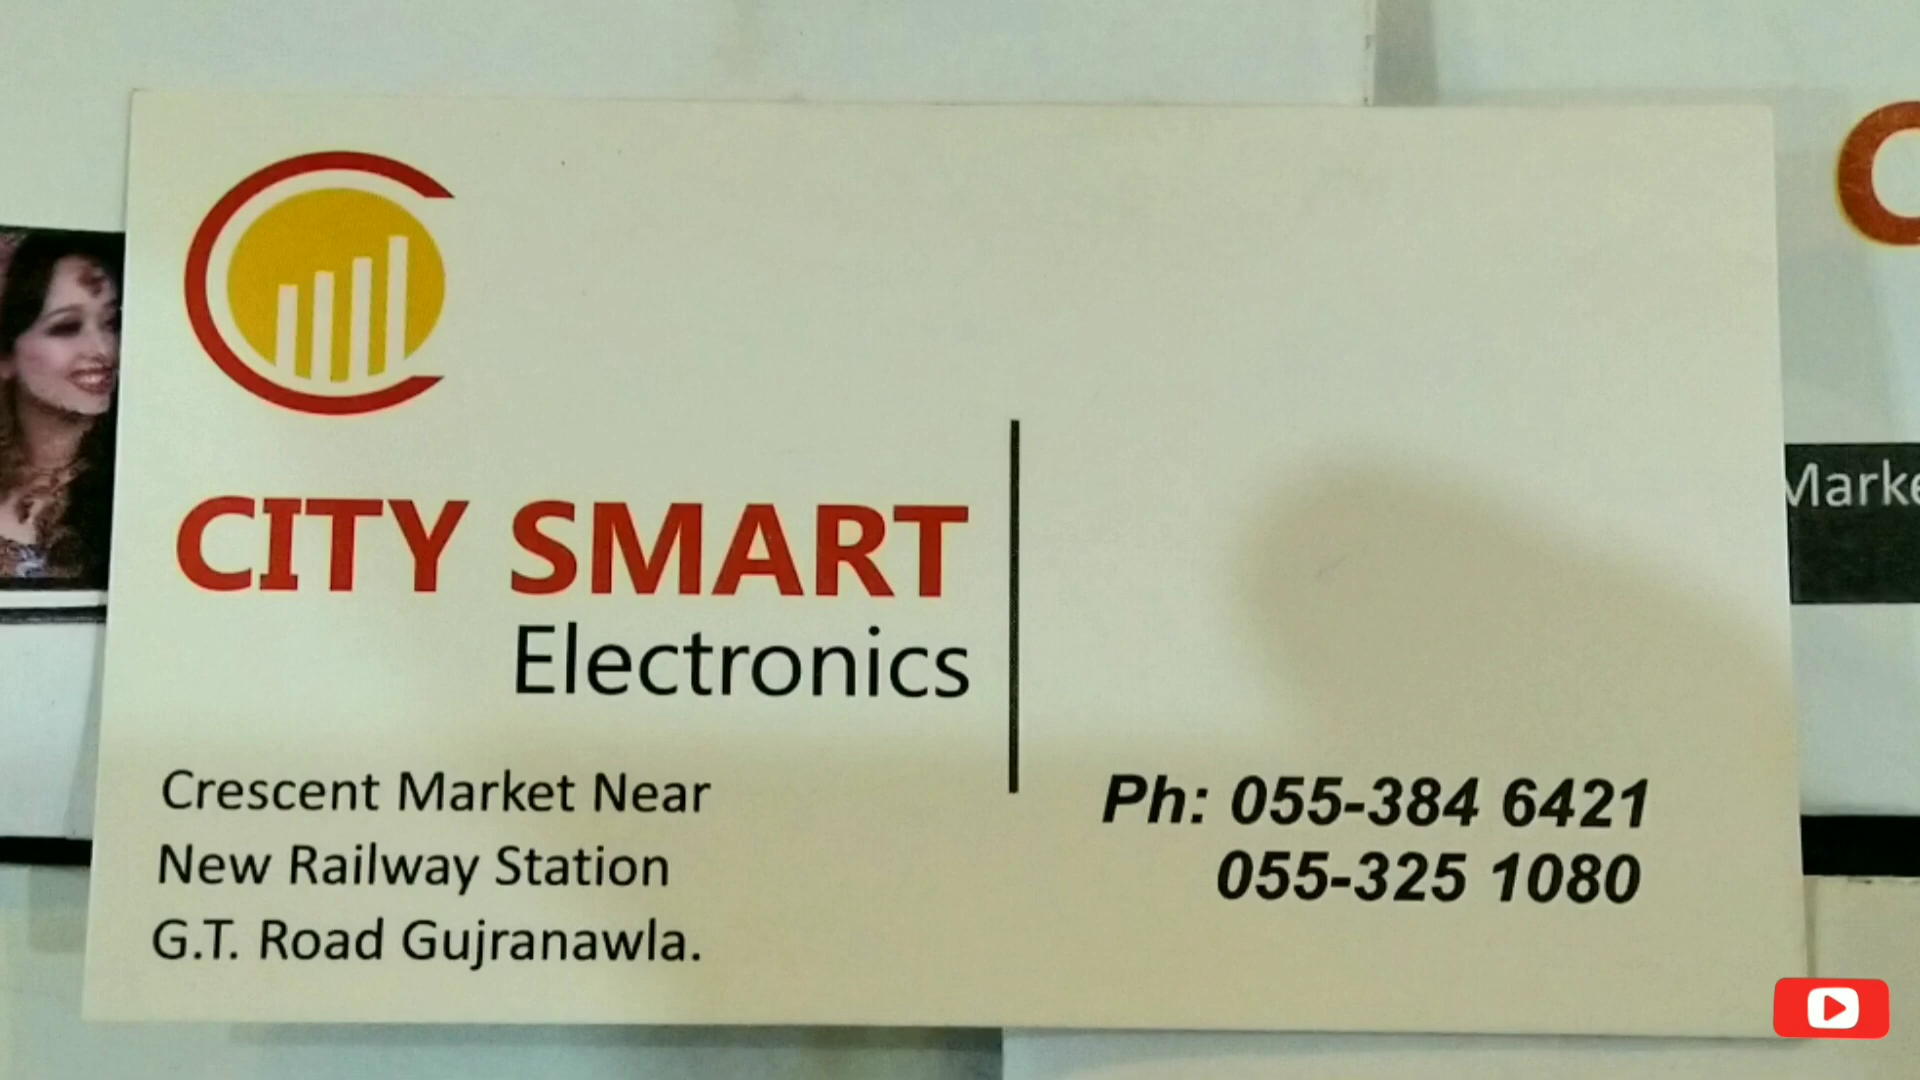 CITY SMART
Electronics
Crescent Market Near
New Railway Station
G.T. Road Gujranawla.
Ph: 055-384 6421
055-325 1080